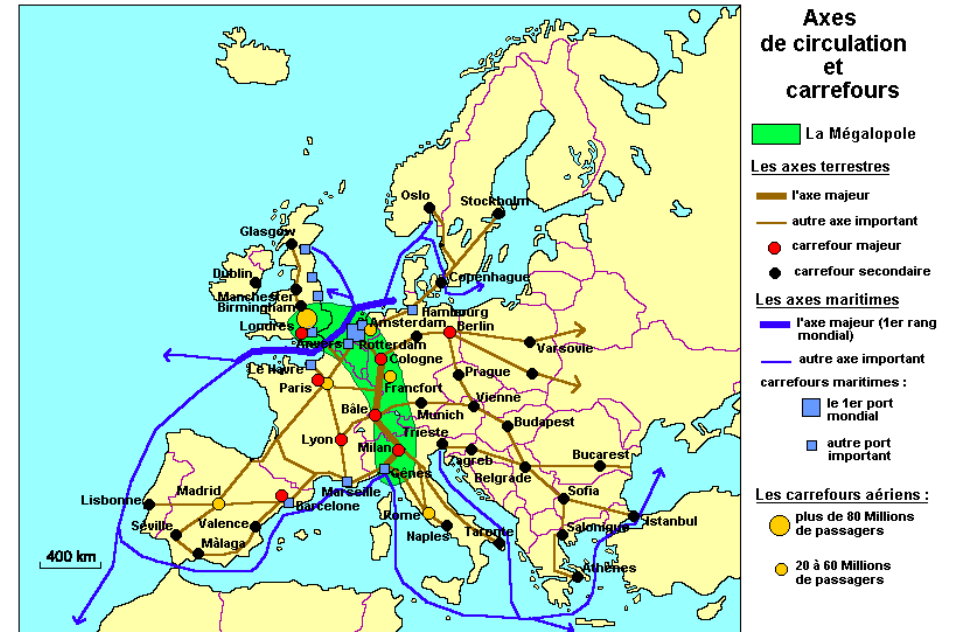 Axes
de circulation
et
carrefours
La Mégalopole
Les axes terrestres
l'axe majeur
autre axe important
carrefour majeur
carrefour secondaire
Les axes maritimes
l'axe majeur (1er rang
mondial)
autre axe important
carrefours maritimes :
le 1er port
mondial
autre port
important
Les carrefours aériens :
plus de 80 Millions
de passagers
20 à 60 Millions
de passagers
Oslo
Stockholm
Glasgow
Dublin
Copenhague
Manchester
Birmingham
Hambourg
Londres
Amsterdam
Berlin
Anvers
Rotterdam
Varsovie
Cologne
Le Havre
Prague
Paris
Francfort
Vienne
Bâle
Munich
Budapest
Lyon
Trieste
Milan
Zagreb
Bucarest
Gênes
Belgrade
Marseille
Madrid
Sofia
Lisbonne
Barcelone
Rome
Istanbul
Séville
Valence
Naples
Tarente
Salonique
Màlaga
400 km
Athènes